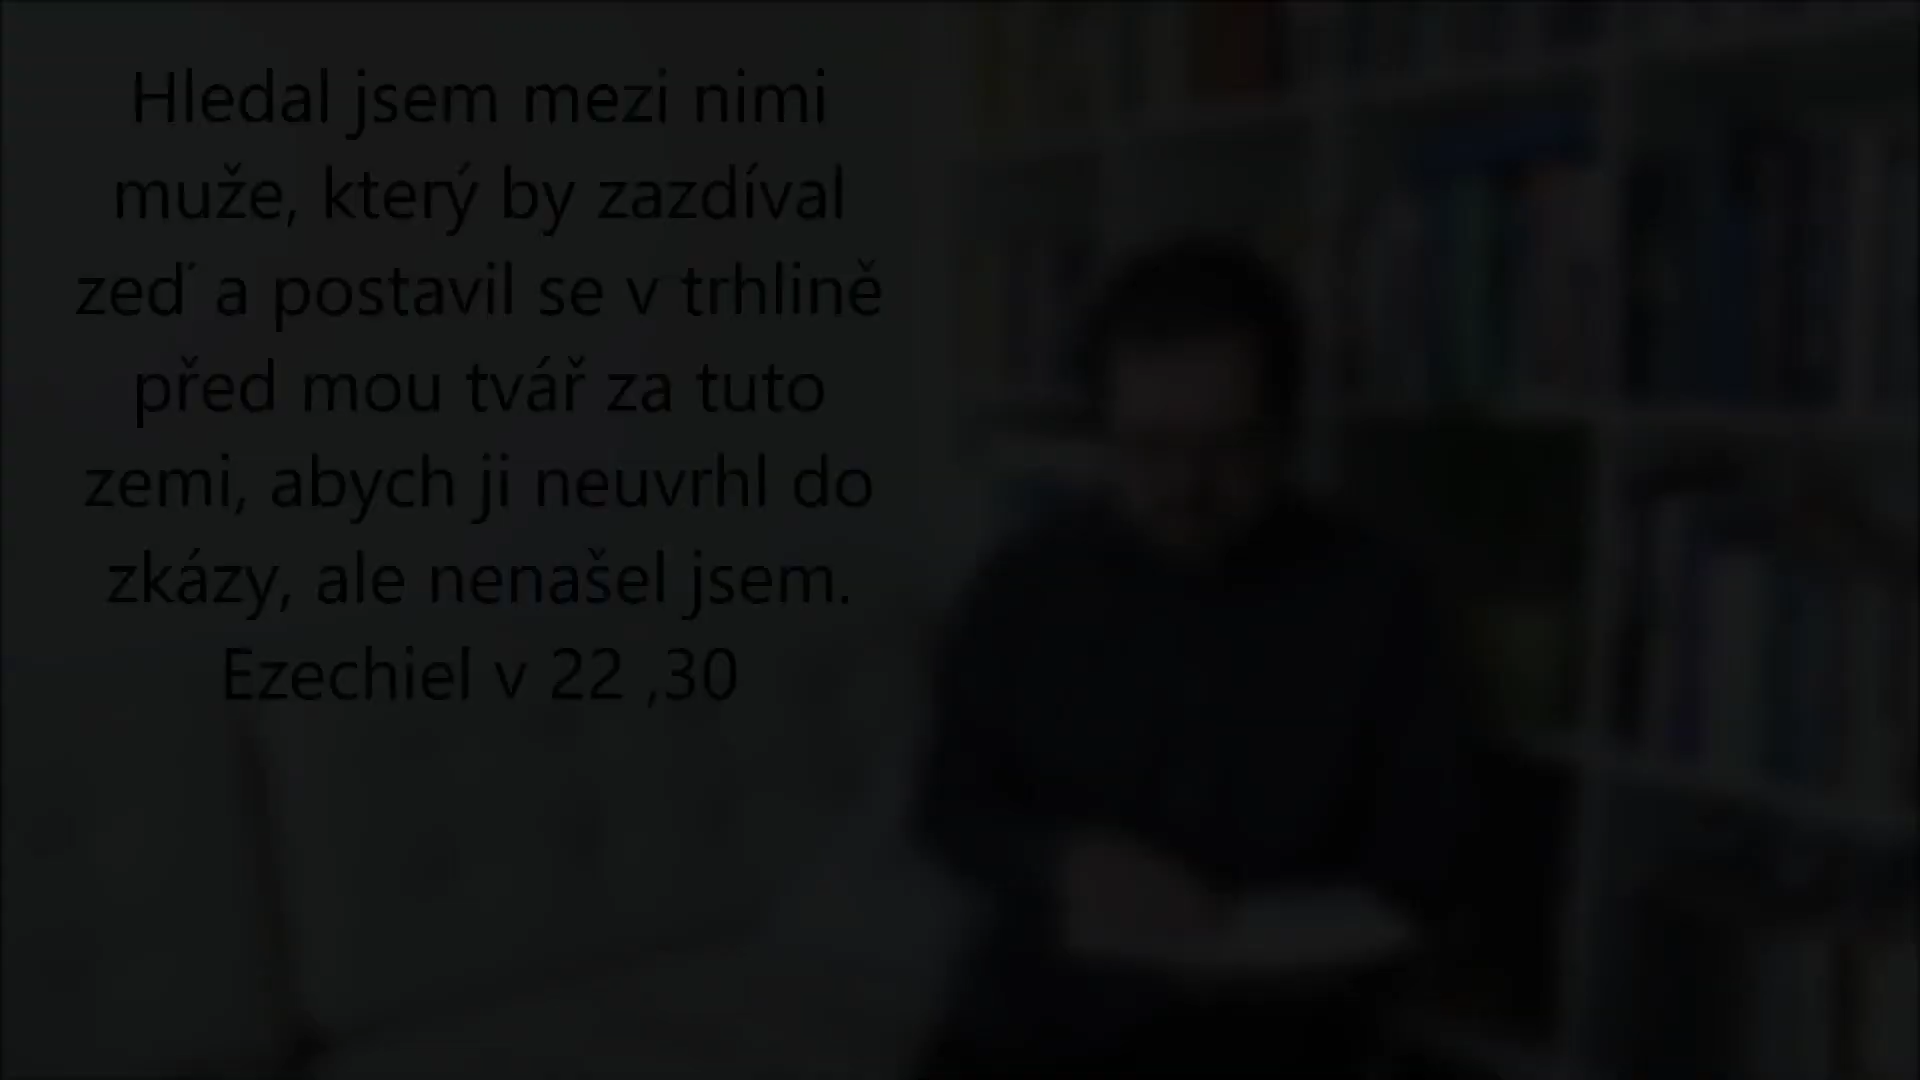 Hledal jsem mezi nimi
muže, který by zazdíval
zeď a postavil se v trhlině
před mou tvář za tuto
zemi, abych ji neuvrhl do
zkázy, ale nenašel jsem.
Ezechiel v 22 ,30